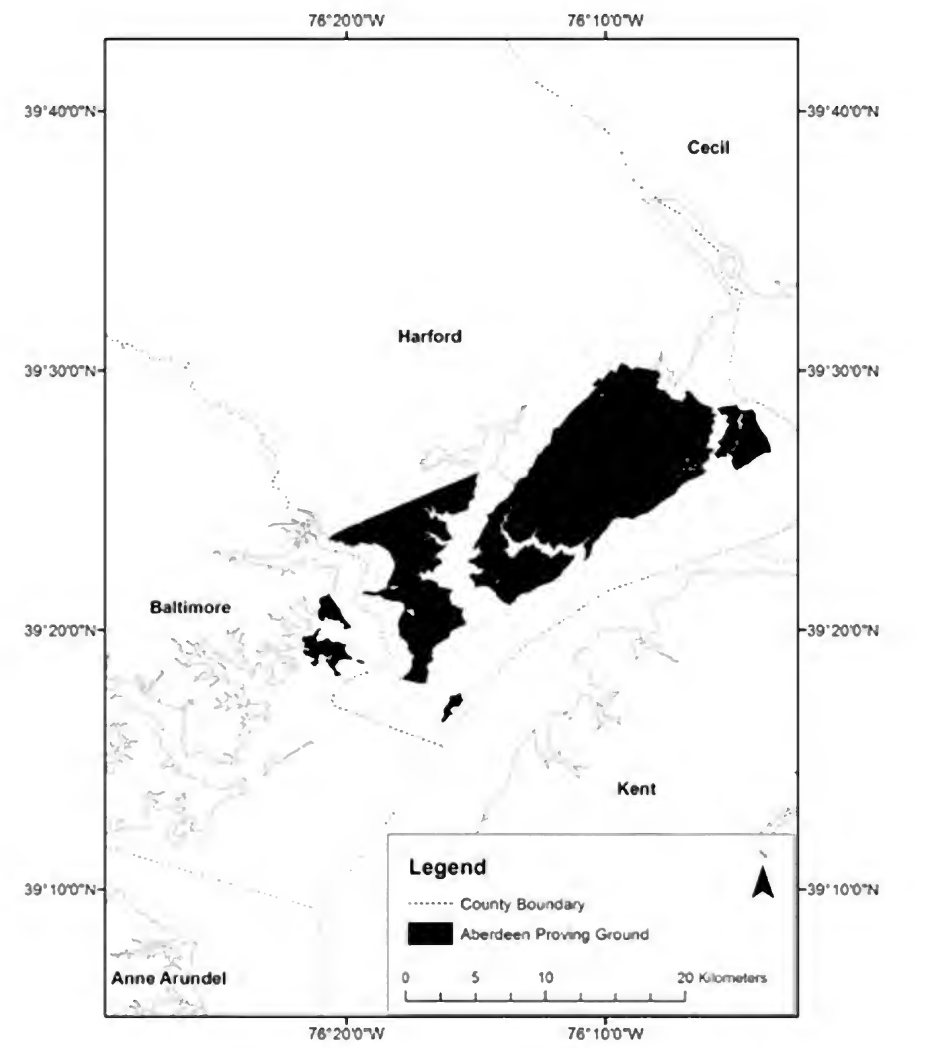 76°20'0"W 76°10'0"W
39°40'0"N 39°40'0"N
Cecil
Harford
39°30'0"N 39°30'0"N
Baltimore
39°20'0"N 39°20'0"N
Kent
Legend
39°10'0"N 39°10'0"N
County Boundary
Aberdeen Proving Ground
Anne Arundel
0 5 10 20 Kilometers
76°20'0"W 76°10'0"W